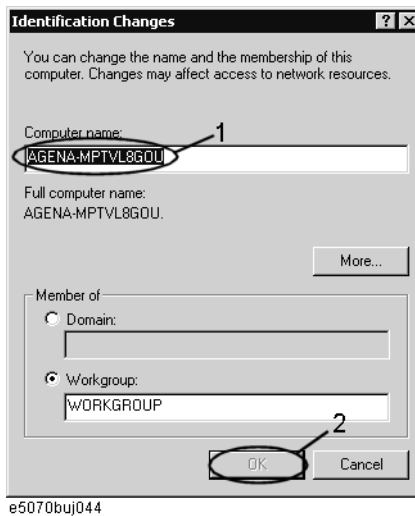 Identification Changes
You can change the name and the membership of this
computer. Changes may affect access to network resources.
Computer name:
1
AGENA-MPTVL8GOU
Full computer name:
AGENA-MPTVL8GOU.
More...
Member of
Domain:
Workgroup:
WORKGROUP
2
OK
Cancel
e5070buj044